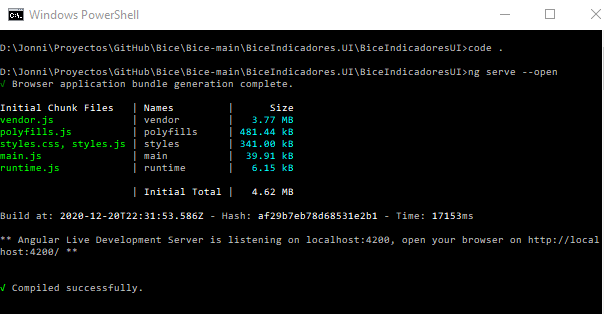 Windows PowerShell
D:\Jonni\Proyectos\GitHub\Bice\Bice-main\BiceIndicadores.UI\BiceIndicadoresUI>code .
D:\Jonni\Proyectos\GitHub\Bice\Bice-main\BiceIndicadores.UI\BiceIndicadoresUI>ng serve --open
√ Browser application bundle generation complete.
Initial Chunk Files | Names | Size
vendor.js | vendor | 3.77 MB
polyfills.js | polyfills | 481.44 kB
styles.css, styles.js | styles | 341.00 kB
main.js | main | 39.91 kB
runtime.js | runtime | 6.15 kB
| Initial Total | 4.62 MB
Build at: 2020-12-20T22:31:53.586Z - Hash: af29b7eb78d68531e2b1 - Time: 17153ms
** Angular Live Development Server is listening on localhost:4200, open your browser on http://local
host:4200/ **
√ Compiled successfully.